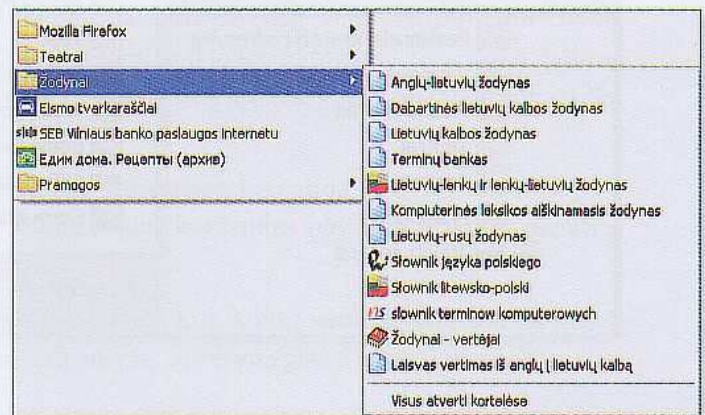 Mozilla Firefox
Teatrai
Žodynai
Eismo tvarkaraščiai
SEB Vilniaus banko paslaugos internetu
Едим дома. Рецепты (архив)
Pramogos
Anglų-lietuvių žodynas
Dabartinės lietuvių kalbos žodynas
Lietuvių kalbos žodynas
Terminų bankas
Lietuvių-lenkų ir lenkų-lietuvių žodynas
Kompiuterinės leksikos aiškinamasis žodynas
Lietuvių-rusų žodynas
Słownik języka polskiego
Słownik litewsko-polski
slownik terminow komputerowych
Žodynai - vertėjai
Laisvas vertimas iš anglų į lietuvių kalbą
Visus atverti kortelėse